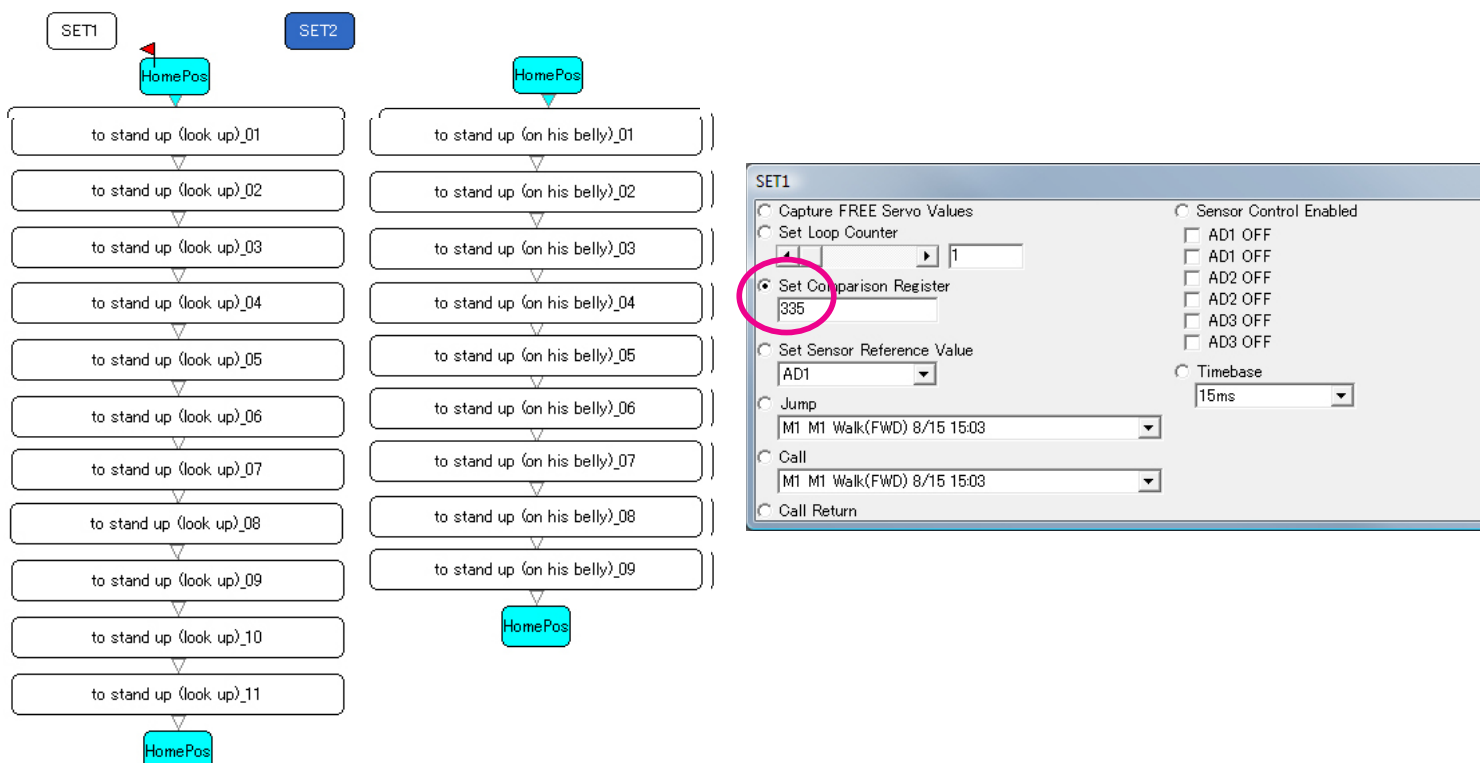 SET1
SET2
HomePos
to stand up (look up)_01
to stand up (look up)_02
to stand up (look up)_03
to stand up (look up)_04
to stand up (look up)_05
to stand up (look up)_06
to stand up (look up)_07
to stand up (look up)_08
to stand up (look up)_09
to stand up (look up)_10
to stand up (look up)_11
HomePos
HomePos
to stand up (on his belly)_01
to stand up (on his belly)_02
to stand up (on his belly)_03
to stand up (on his belly)_04
to stand up (on his belly)_05
to stand up (on his belly)_06
to stand up (on his belly)_07
to stand up (on his belly)_08
to stand up (on his belly)_09
HomePos
SET1
Capture FREE Servo Values
Set Loop Counter
1
Set Comparison Register
335
Set Sensor Reference Value
AD1
Jump
M1 M1 Walk(FWD) 8/15 15:03
Call
M1 M1 Walk(FWD) 8/15 15:03
Call Return
Sensor Control Enabled
AD1 OFF
AD1 OFF
AD2 OFF
AD2 OFF
AD3 OFF
AD3 OFF
Timebase
15ms